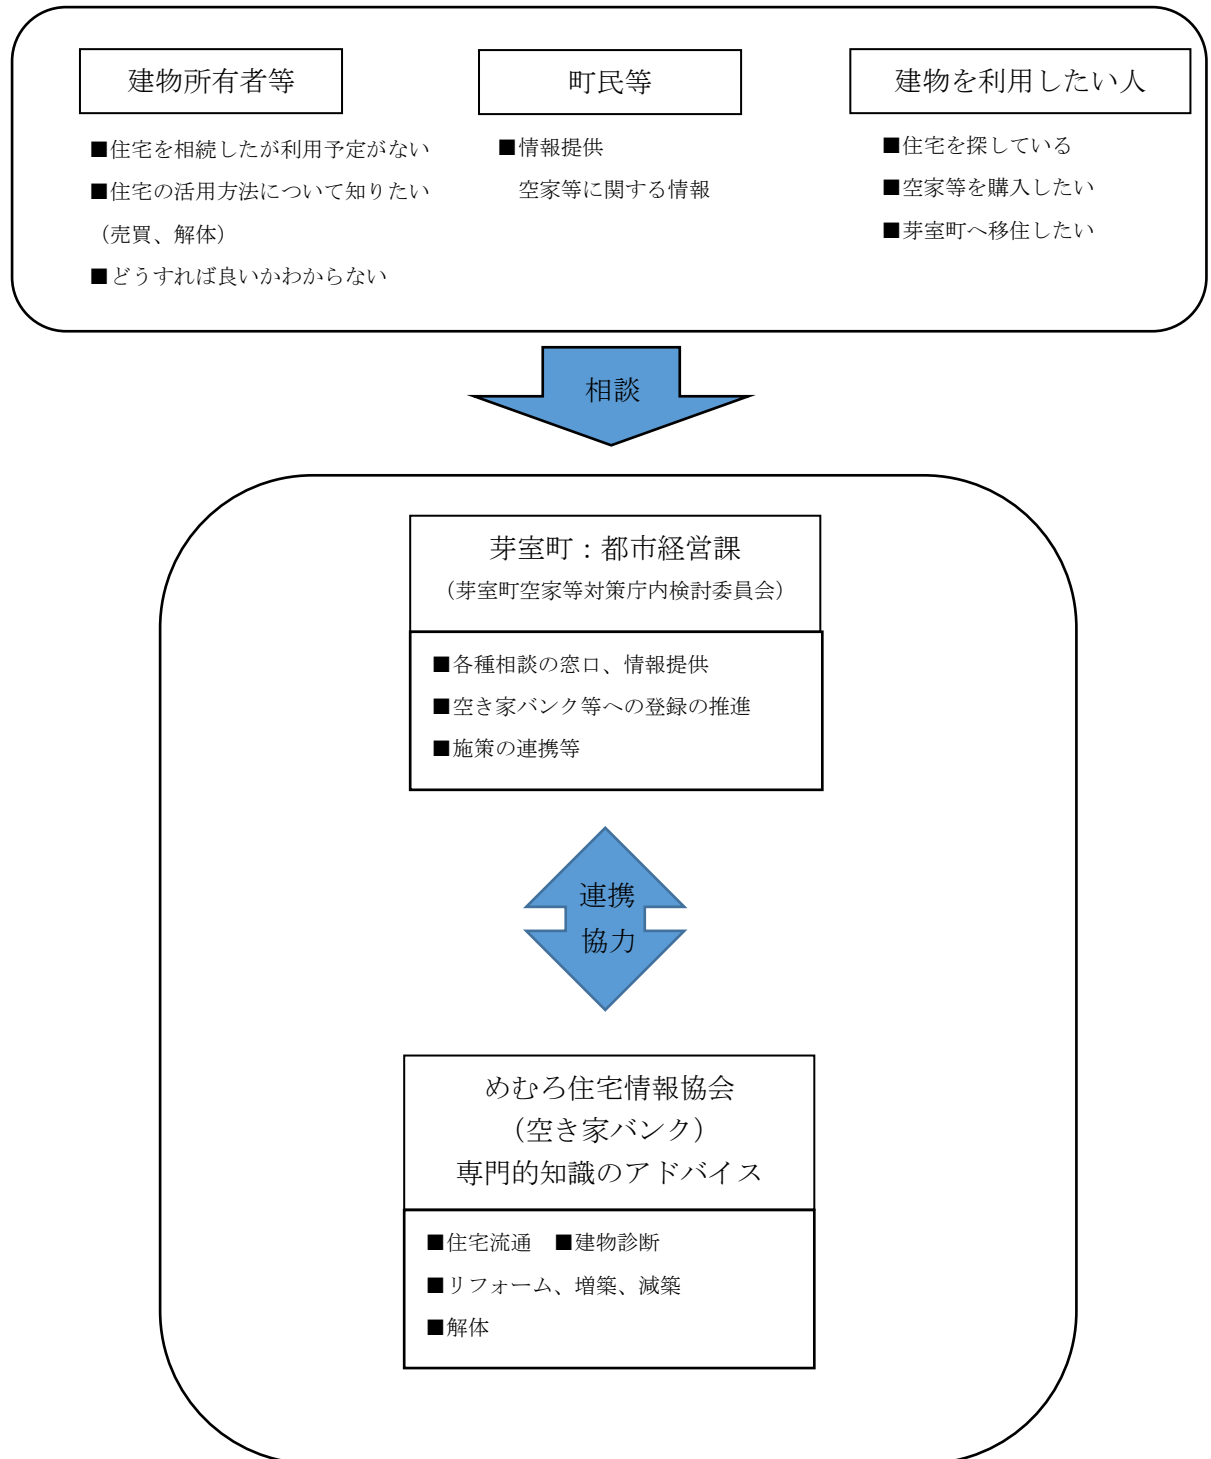 建物所有者等
■住宅を相続したが利用予定がない
■住宅の活用方法について知りたい
（売買、解体）
■どうすれば良いかわからない
町民等
■情報提供
空家等に関する情報
建物を利用したい人
■住宅を探している
■空家等を購入したい
■芽室町へ移住したい
相談
芽室町：都市経営課
（芽室町空家等対策庁内検討委員会）
■各種相談の窓口、情報提供
■空き家バンク等への登録の推進
■施策の連携等
連携
協力
めむろ住宅情報協会
（空き家バンク）
専門的知識のアドバイス
■住宅流通　■建物診断
■リフォーム、増築、減築
■解体